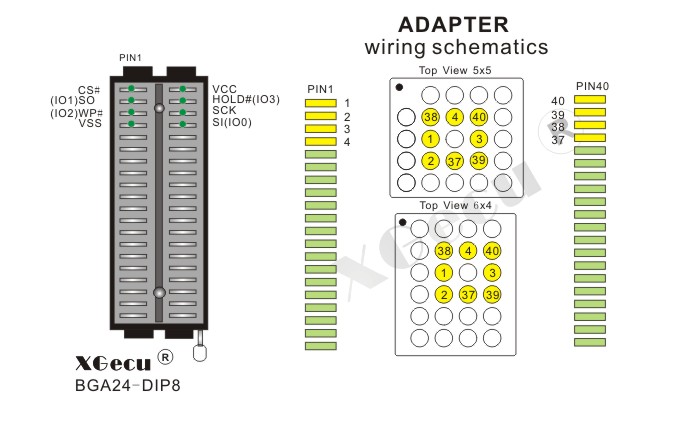 ADAPTER
wiring schematics
PIN1
CS#
(IO1)SO
(IO2)WP#
VSS
VCC
HOLD#(IO3)
SCK
SI(IO0)
PIN1
1
2
3
4
Top View 5x5
38 4 40
1 3
2 37 39
Top View 6x4
38 4 40
1 3
2 37 39
PIN40
40
39
38
37
XGecu ®
XGecu ®
BGA24-DIP8